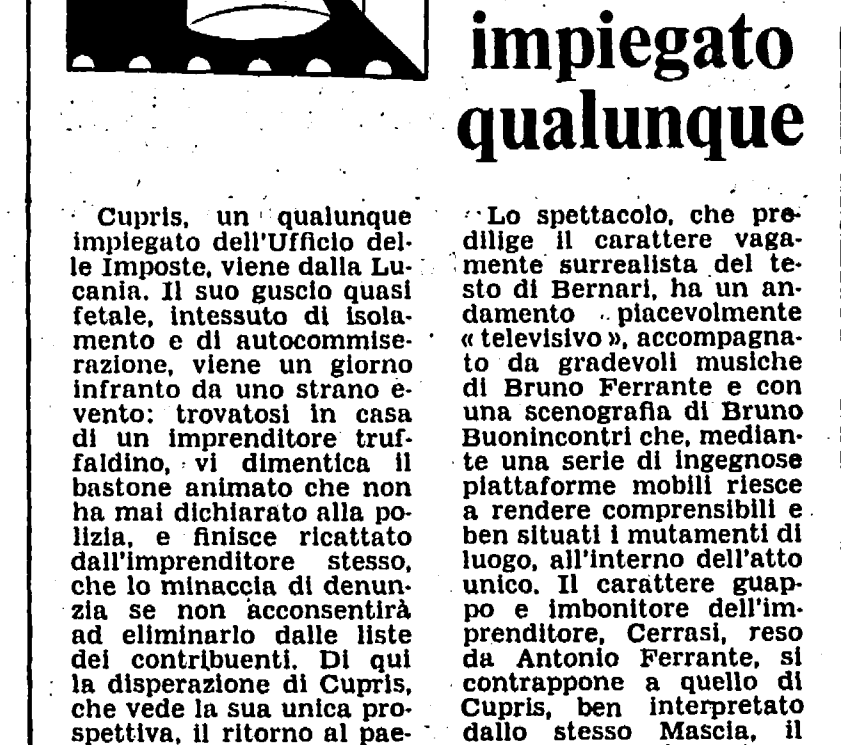 impiegato
qualunque
Cupris, un qualunque
impiegato dell'Ufficio del-
le Imposte, viene dalla Lu-
cania. Il suo guscio quasi
fetale, intessuto di isola-
mento e di autocommise-
razione, viene un giorno
infranto da uno strano e-
vento: trovatosi in casa
di un imprenditore truf-
faldino, vi dimentica il
bastone animato che non
ha mai dichiarato alla po-
lizia, e finisce ricattato
dall'imprenditore stesso,
che lo minaccia di denun-
zia se non acconsentirà
ad eliminarlo dalle liste
dei contribuenti. Di qui
la disperazione di Cupris,
che vede la sua unica pro-
spettiva, il ritorno al pae-
Lo spettacolo, che pre-
dilige il carattere vaga-
mente surrealista del te-
sto di Bernari, ha un an-
damento piacevolmente
« televisivo », accompagna-
to da gradevoli musiche
di Bruno Ferrante e con
una scenografia di Bruno
Buonincontri che, median-
te una serie di ingegnose
piattaforme mobili riesce
a rendere comprensibili e
ben situati i mutamenti di
luogo, all'interno dell'atto
unico. Il carattere guap-
po e imbonitore dell'im-
prenditore, Cerrasi, reso
da Antonio Ferrante, si
contrappone a quello di
Cupris, ben interpretato
dallo stesso Mascia, il